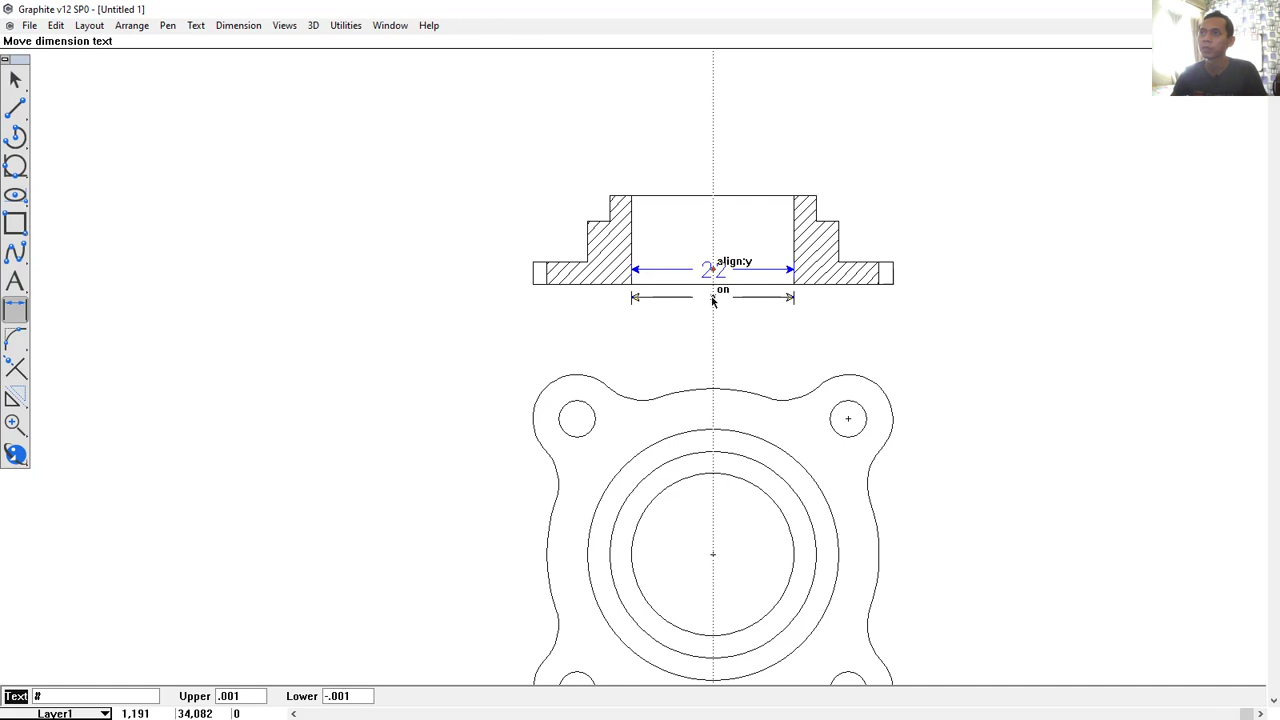 Graphite v12 SP0 - [Untitled 1]
File Edit Layout Arrange Pen Text Dimension Views 3D Utilities Window Help
Move dimension text
align:y
22
on
Text # Upper .001 Lower -.001
Layer1 1,191 34,082 0